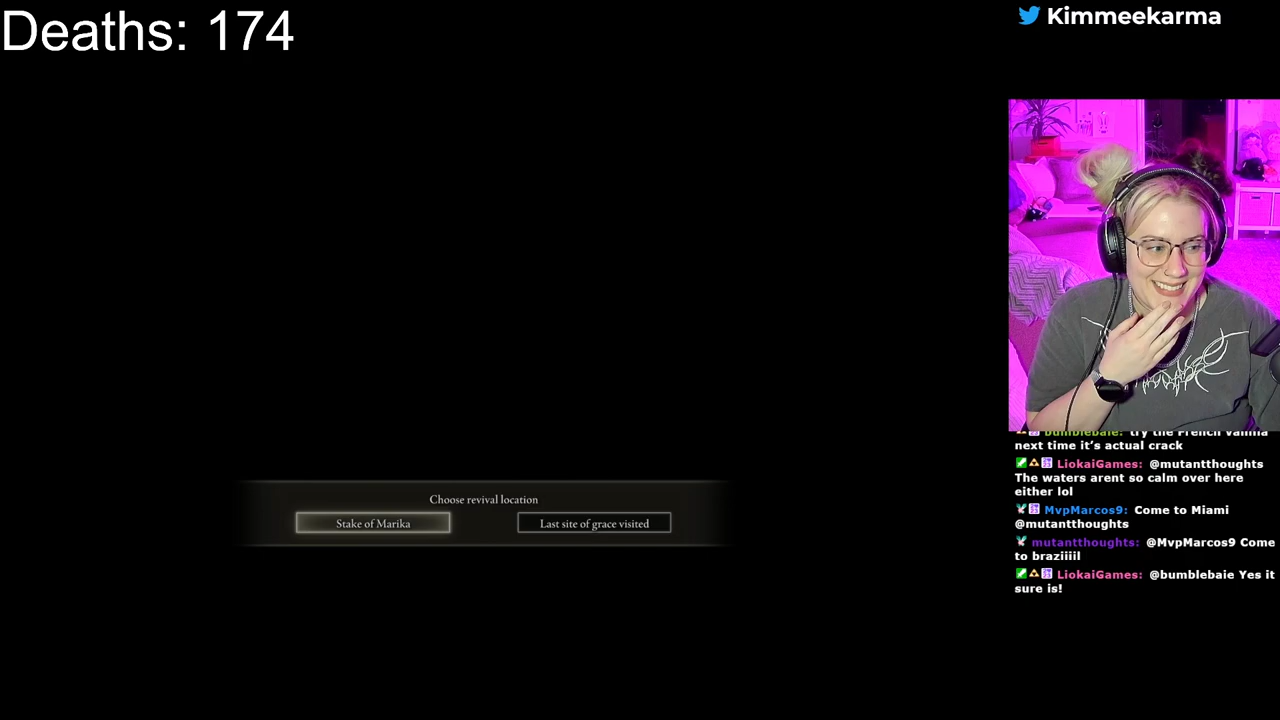 Deaths: 174
Kimmeekarma
Choose revival location
Stake of Marika
Last site of grace visited
bumblebaie: try the French vanilla
next time it's actual crack
LiokaiGames: @mutantthoughts
The waters arent so calm over here
either lol
MvpMarcos9: Come to Miami
@mutantthoughts
mutantthoughts: @MvpMarcos9 Come
to braziiiil
LiokaiGames: @bumblebaie Yes it
sure is!